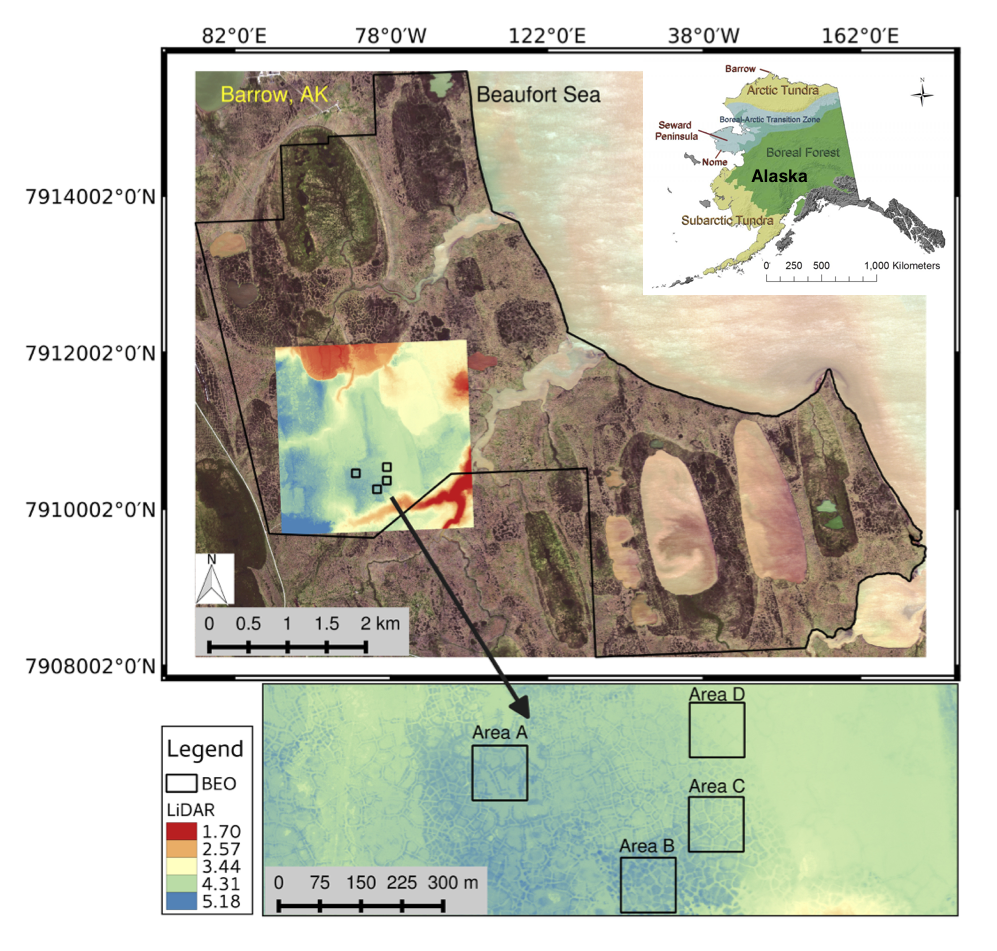 82°0′E 78°0′W 122°0′E 38°0′W 162°0′E
7914002°0′N
7912002°0′N
7910002°0′N
7908002°0′N
Barrow, AK
Beaufort Sea
Barrow
Arctic Tundra
Boreal-Arctic Transition Zone
Seward
Peninsula
Boreal Forest
Nome
Alaska
Subarctic Tundra
0 250 500 1,000 Kilometers
N
N
0 0.5 1 1.5 2 km
Legend
BEO
LiDAR
1.70
2.57
3.44
4.31
5.18
Area D
Area A
Area C
Area B
0 75 150 225 300 m